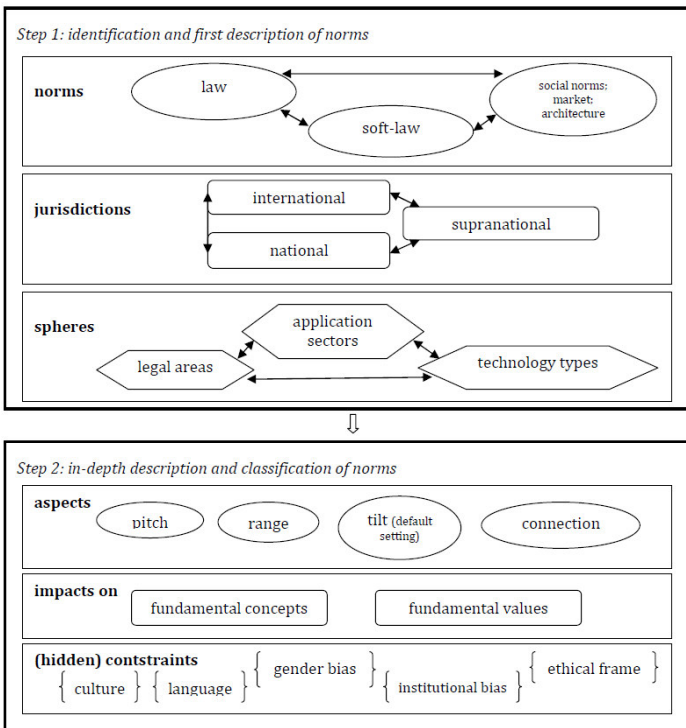 Step 1: identification and first description of norms
norms
law
soft-law
social norms;
market;
architecture
jurisdictions
international
national
supranational
spheres
legal areas
application
sectors
technology types
Step 2: in-depth description and classification of norms
aspects
pitch
range
tilt (default
setting)
connection
impacts on
fundamental concepts
fundamental values
(hidden) contstraints
culture
language
gender bias
institutional bias
ethical frame